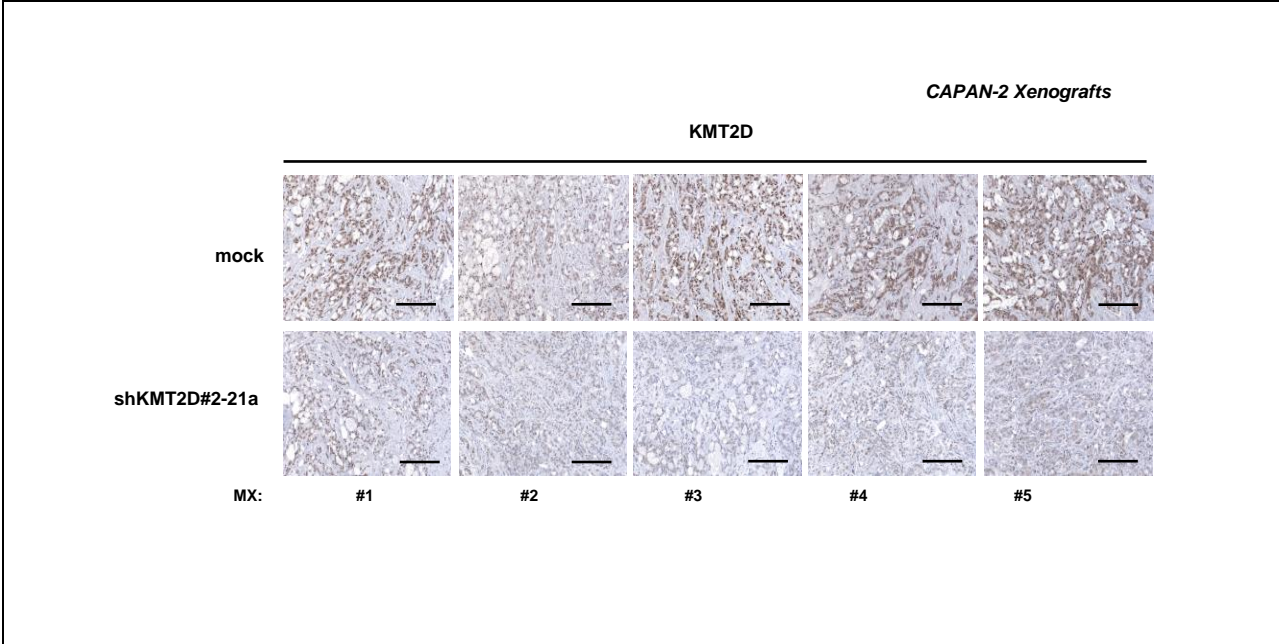 CAPAN-2 Xenografts
KMT2D
mock
shKMT2D#2-21a
MX: #1 #2 #3 #4 #5